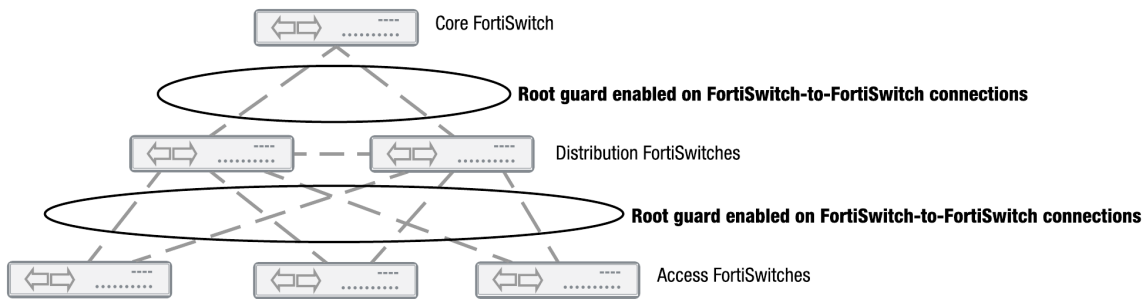 Core FortiSwitch
Root guard enabled on FortiSwitch-to-FortiSwitch connections
Distribution FortiSwitches
Root guard enabled on FortiSwitch-to-FortiSwitch connections
Access FortiSwitches